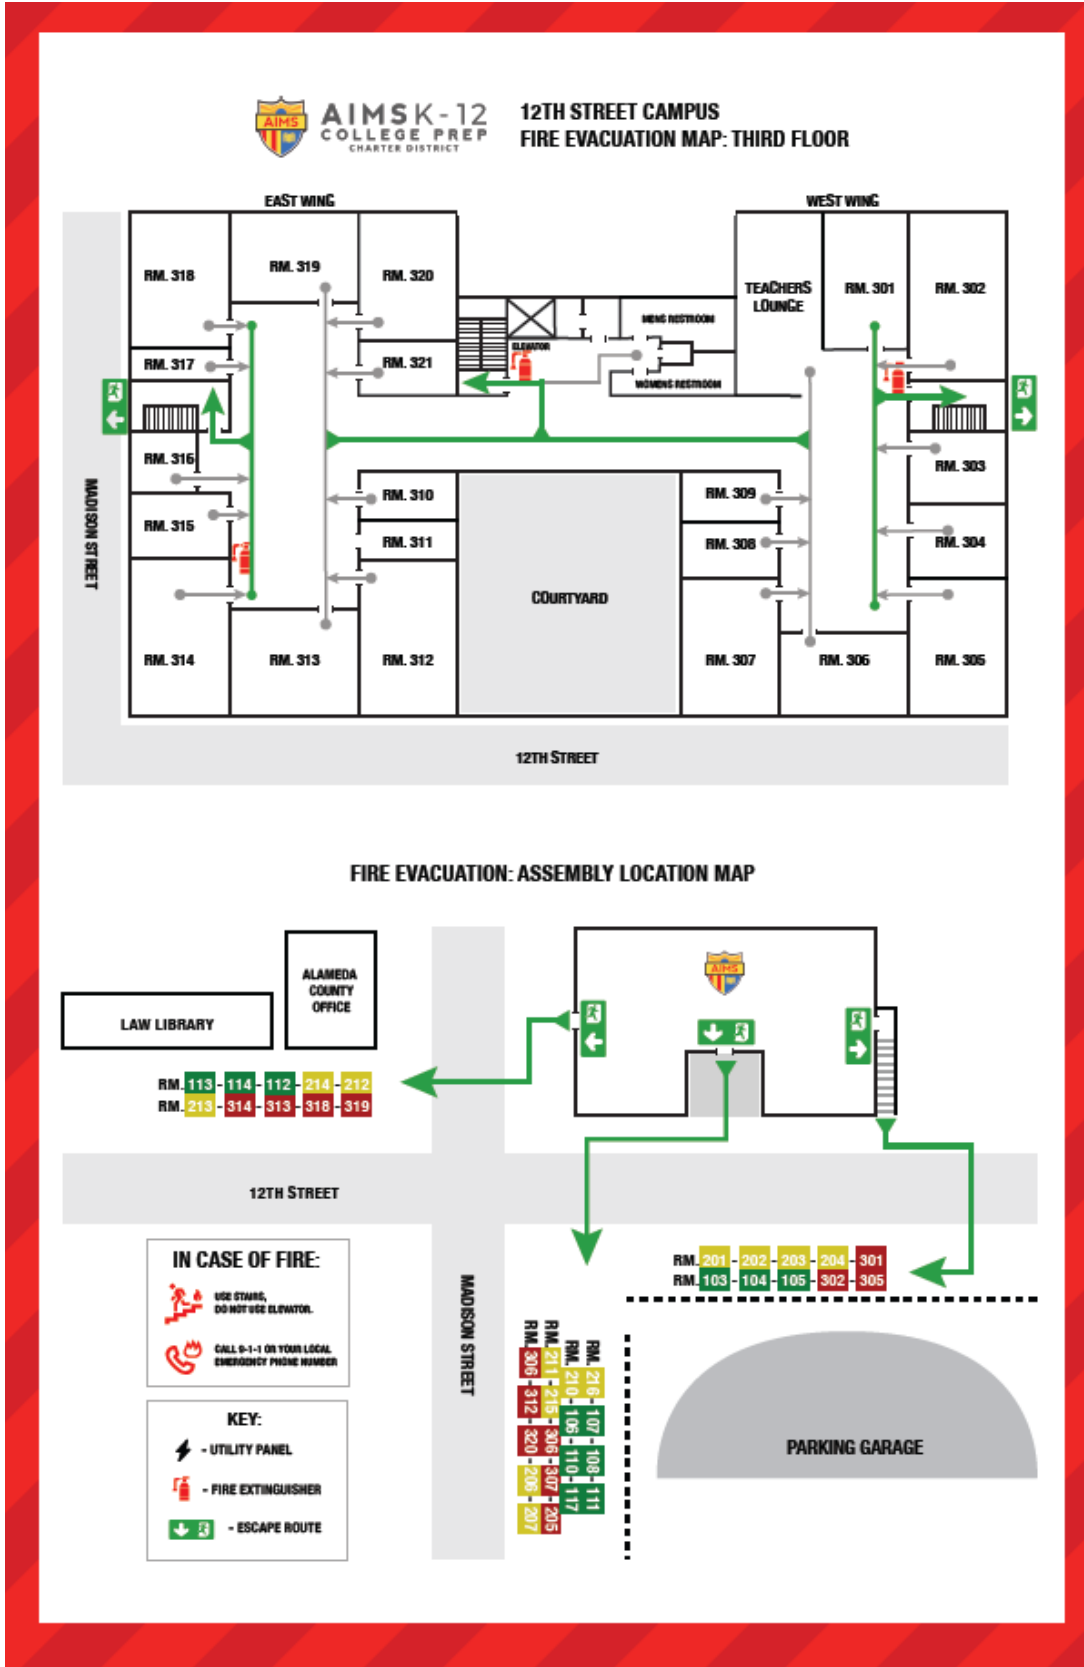 AIMS
AIMS K-12
COLLEGE PREP
CHARTER DISTRICT
12TH STREET CAMPUS
FIRE EVACUATION MAP: THIRD FLOOR
EAST WING
WEST WING
RM. 318
RM. 319
RM. 320
TEACHERS
LOUNGE
RM. 301
RM. 302
MENS RESTROOM
ELEVATOR
RM. 317
RM. 321
WOMENS RESTROOM
RM. 316
RM. 310
RM. 309
RM. 303
RM. 315
RM. 311
RM. 308
RM. 304
MADISON STREET
COURTYARD
RM. 314
RM. 313
RM. 312
RM. 307
RM. 306
RM. 305
12TH STREET
FIRE EVACUATION: ASSEMBLY LOCATION MAP
ALAMEDA
COUNTY
OFFICE
LAW LIBRARY
AIMS
RM. 113 - 114 - 112 - 214 - 212
RM. 213 - 314 - 313 - 318 - 319
12TH STREET
MADISON STREET
RM. 201 - 202 - 203 - 204 - 301
RM. 103 - 104 - 105 - 302 - 305
RM. 216 - 107 - 108 - 111
RM. 210 - 106 - 110 - 117
RM. 211 - 215 - 306 - 307 - 205
RM. 306 - 312 - 320 - 206 - 207
PARKING GARAGE
IN CASE OF FIRE:
USE STAIRS,
DO NOT USE ELEVATOR.
CALL 9-1-1 OR YOUR LOCAL
EMERGENCY PHONE NUMBER
KEY:
- UTILITY PANEL
- FIRE EXTINGUISHER
- ESCAPE ROUTE